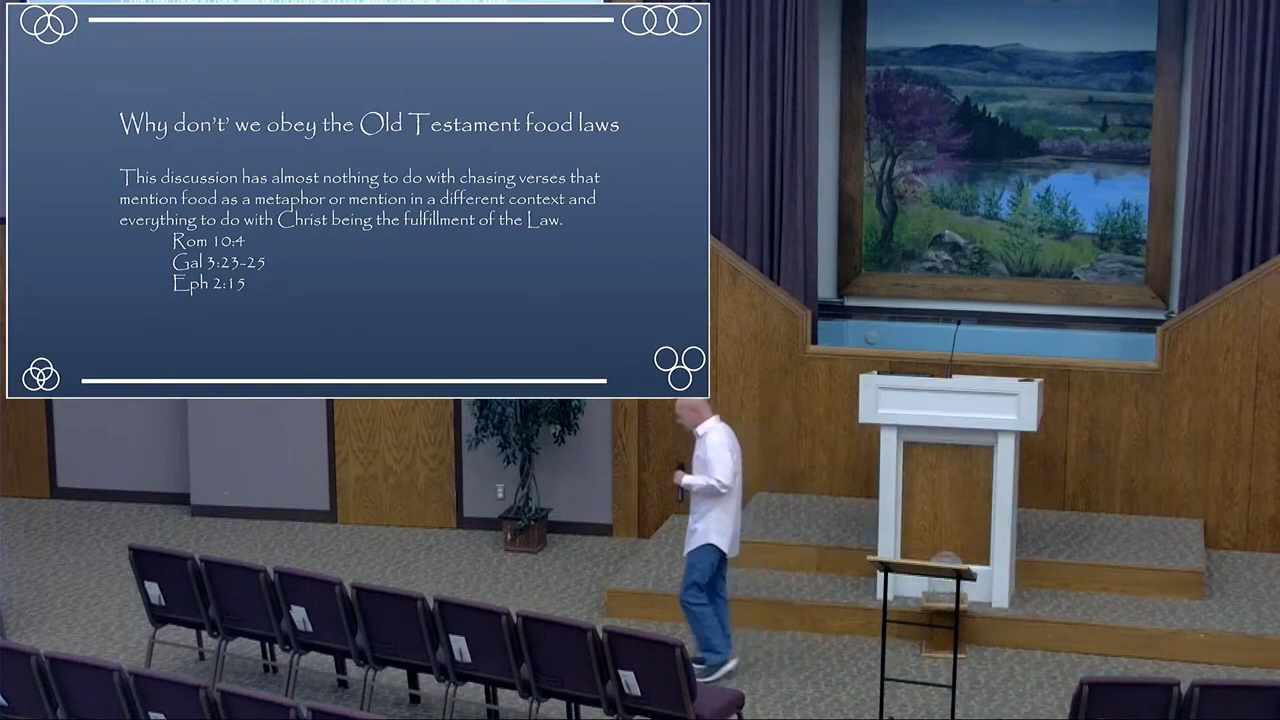 Why don't' we obey the Old Testament food laws
This discussion has almost nothing to do with chasing verses that
mention food as a metaphor or mention in a different context and
everything to do with Christ being the fulfillment of the Law.
Rom 10:4
Gal 3:23-25
Eph 2:15